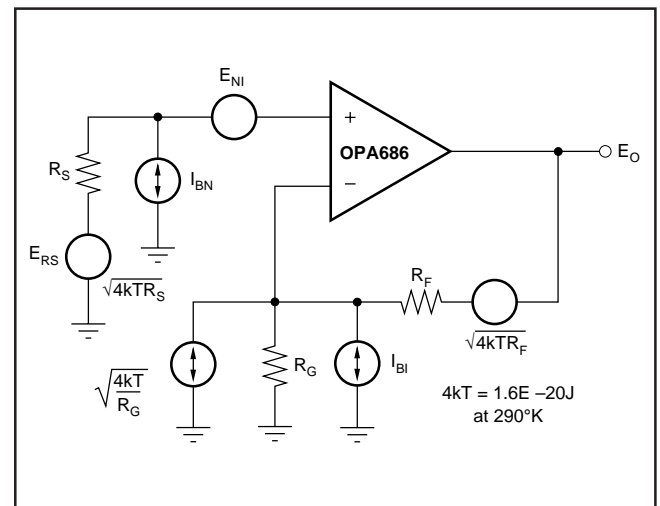 E_NI
+
OPA686
−
E_O
R_S
I_BN
E_RS
√4kTR_S
R_F
√4kTR_F
√4kT/R_G
R_G
I_BI
4kT = 1.6E –20J
at 290°K